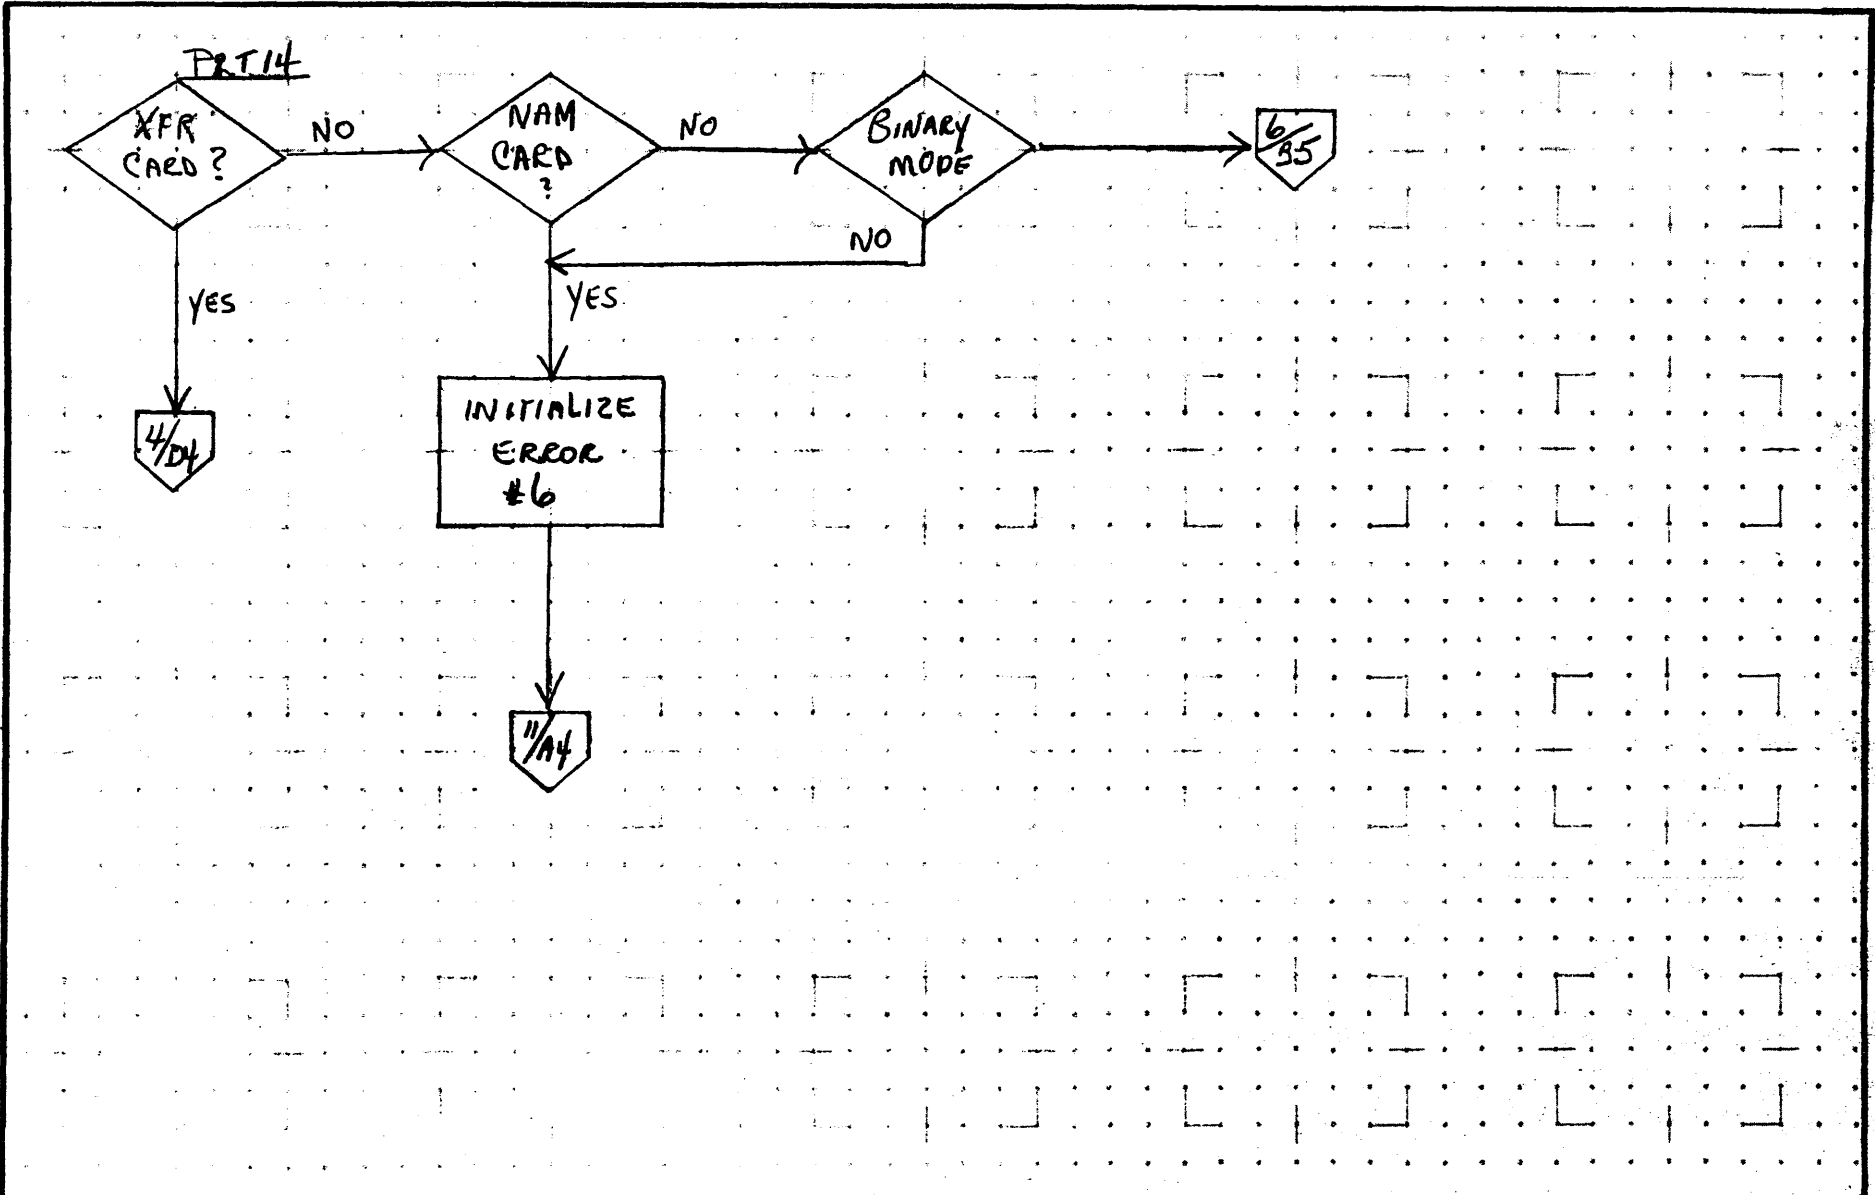 PRT14
XFR
CARD?
NO
NAM
CARD
?
NO
BINARY
MODE
6/
B5
NO
YES
YES
INITIALIZE
ERROR
#6
4/D4
11/A4